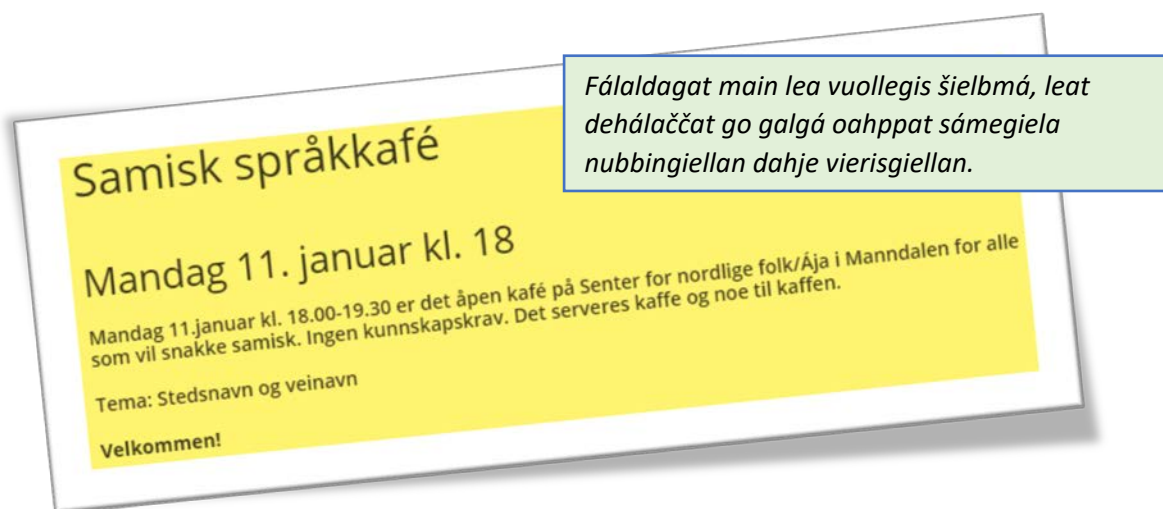 Fálaldagat main lea vuollegis šielbmá, leat
dehálaččat go galgá oahppat sámegiela
nubbingiellan dahje vierisgiellan.
Samisk språkkafé
Mandag 11. januar kl. 18
Mandag 11.januar kl. 18.00-19.30 er det åpen kafé på Senter for nordlige folk/Ája i Manndalen for alle
som vil snakke samisk. Ingen kunnskapskrav. Det serveres kaffe og noe til kaffen.
Tema: Stedsnavn og veinavn
Velkommen!